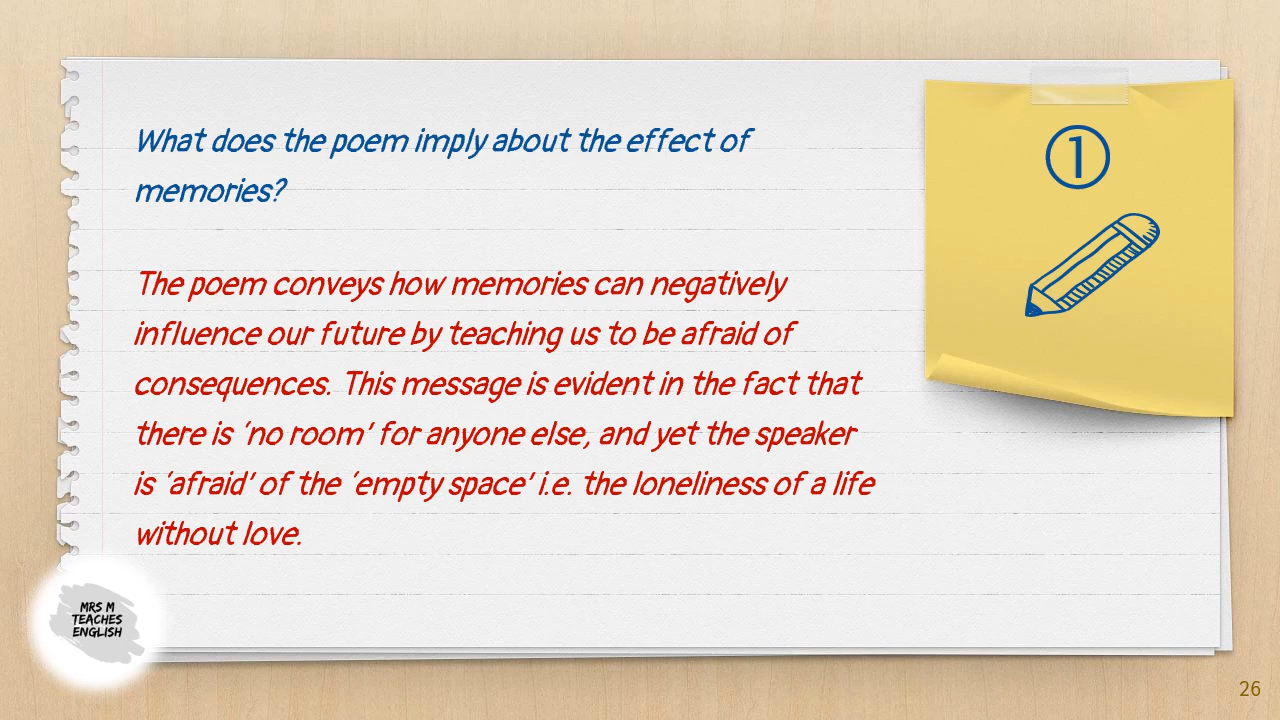 What does the poem imply about the effect of
memories?
The poem conveys how memories can negatively
influence our future by teaching us to be afraid of
consequences. This message is evident in the fact that
there is ‘no room’ for anyone else, and yet the speaker
is ‘afraid’ of the ‘empty space’ i.e. the loneliness of a life
without love.
1
MRS M
TEACHES
ENGLISH
26